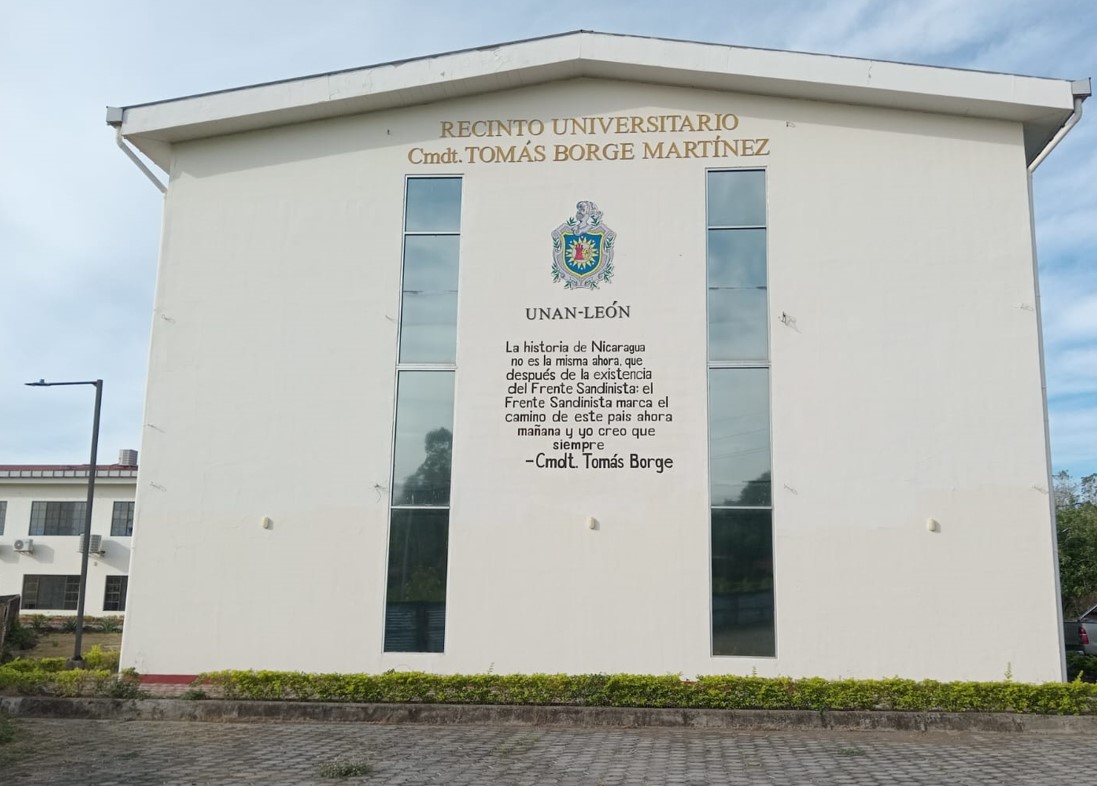 RECINTO UNIVERSITARIO
Cmdt. TOMÁS BORGE MARTÍNEZ
UNAN-LEÓN
La historia de Nicaragua
no es la misma ahora, que
después de la existencia
del Frente Sandinista: el
Frente Sandinista marca el
camino de este pais ahora
mañana y yo creo que
siempre
-Cmdt. Tomás Borge